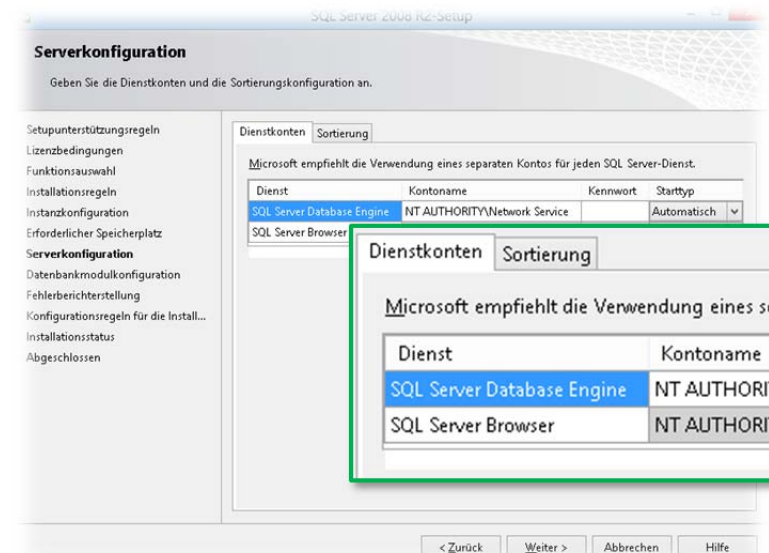 SQL Server 2008 R2-Setup
Serverkonfiguration
Geben Sie die Dienstkonten und die Sortierungskonfiguration an.
Setupunterstützungsregeln
Lizenzbedingungen
Funktionsauswahl
Installationsregeln
Instanzkonfiguration
Erforderlicher Speicherplatz
Serverkonfiguration
Datenbankmodulkonfiguration
Fehlerberichterstellung
Konfigurationsregeln für die Install...
Installationsstatus
Abgeschlossen
Dienstkonten Sortierung
Microsoft empfiehlt die Verwendung eines separaten Kontos für jeden SQL Server-Dienst.
Dienst Kontoname Kennwort Starttyp
SQL Server Database Engine NT AUTHORITY\Network Service Automatisch
SQL Server Browser
Dienstkonten Sortierung
Microsoft empfiehlt die Verwendung eines
Dienst Kontoname
SQL Server Database Engine NT AUTHORI
SQL Server Browser NT AUTHORI
< Zurück Weiter > Abbrechen Hilfe